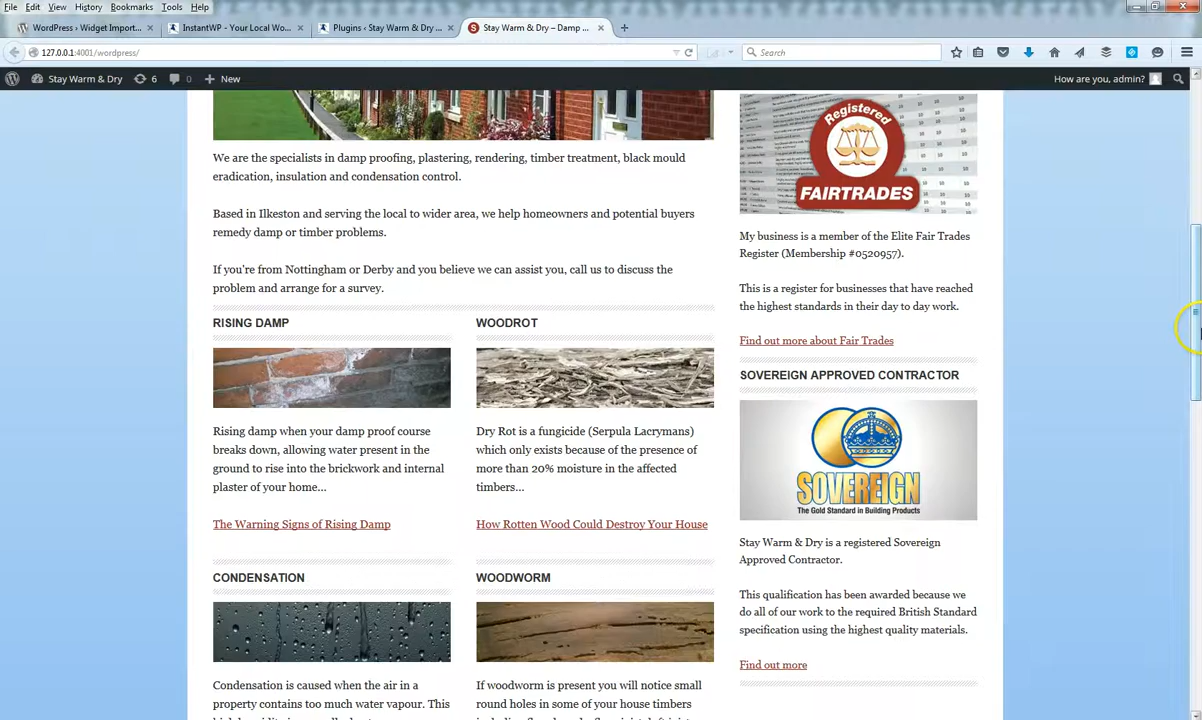 File Edit View History Bookmarks Tools Help
WordPress › Widget Import...
InstantWP - Your Local Wo...
Plugins ‹ Stay Warm & Dry ...
Stay Warm & Dry – Damp ...
127.0.0.1:4001/wordpress/
Search
Stay Warm & Dry 6 0 New
How are you, admin?
We are the specialists in damp proofing, plastering, rendering, timber treatment, black mould
eradication, insulation and condensation control.
Based in Ilkeston and serving the local to wider area, we help homeowners and potential buyers
remedy damp or timber problems.
If you're from Nottingham or Derby and you believe we can assist you, call us to discuss the
problem and arrange for a survey.
RISING DAMP
Rising damp when your damp proof course
breaks down, allowing water present in the
ground to rise into the brickwork and internal
plaster of your home...
The Warning Signs of Rising Damp
WOODROT
Dry Rot is a fungicide (Serpula Lacrymans)
which only exists because of the presence of
more than 20% moisture in the affected
timbers...
How Rotten Wood Could Destroy Your House
CONDENSATION
Condensation is caused when the air in a
property contains too much water vapour. This
WOODWORM
If woodworm is present you will notice small
round holes in some of your house timbers
Registered
FAIRTRADES
My business is a member of the Elite Fair Trades
Register (Membership #0520957).
This is a register for businesses that have reached
the highest standards in their day to day work.
Find out more about Fair Trades
SOVEREIGN APPROVED CONTRACTOR
SOVEREIGN
The Gold Standard in Building Products
Stay Warm & Dry is a registered Sovereign
Approved Contractor.
This qualification has been awarded because we
do all of our work to the required British Standard
specification using the highest quality materials.
Find out more